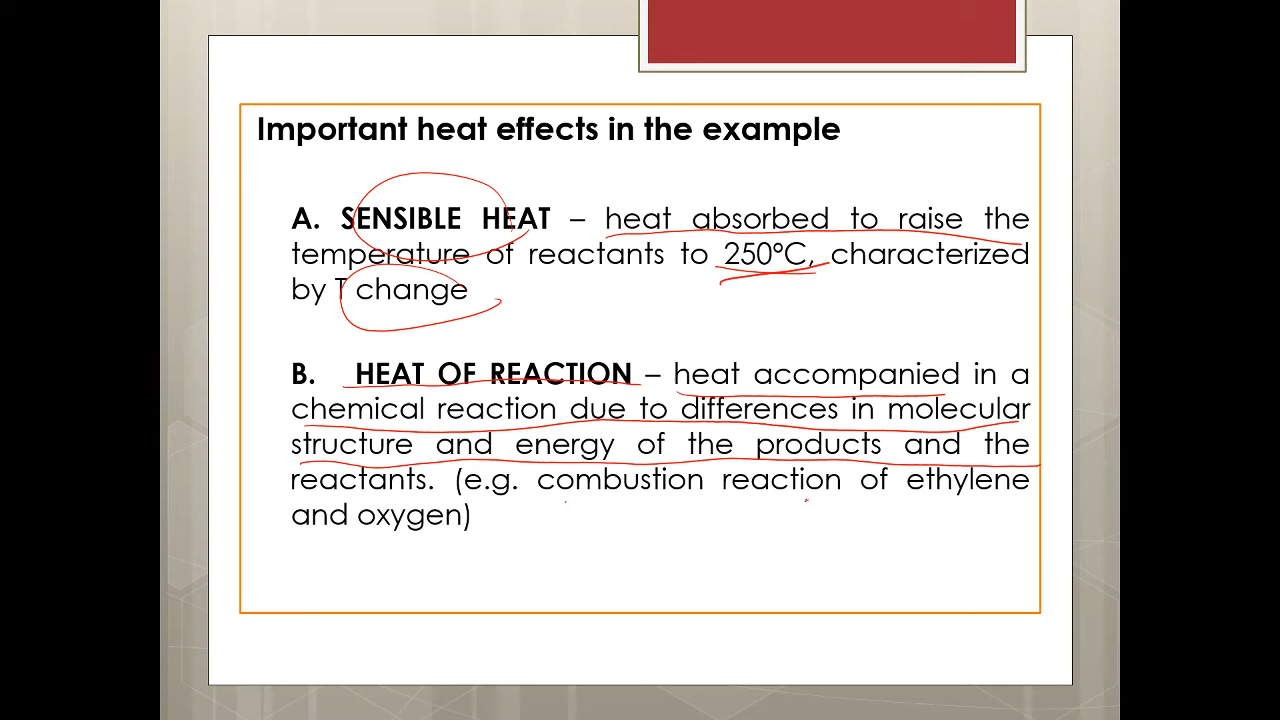 Important heat effects in the example
A. SENSIBLE HEAT – heat absorbed to raise the
temperature of reactants to 250°C, characterized
by T change
B. HEAT OF REACTION – heat accompanied in a
chemical reaction due to differences in molecular
structure and energy of the products and the
reactants. (e.g. combustion reaction of ethylene
and oxygen)